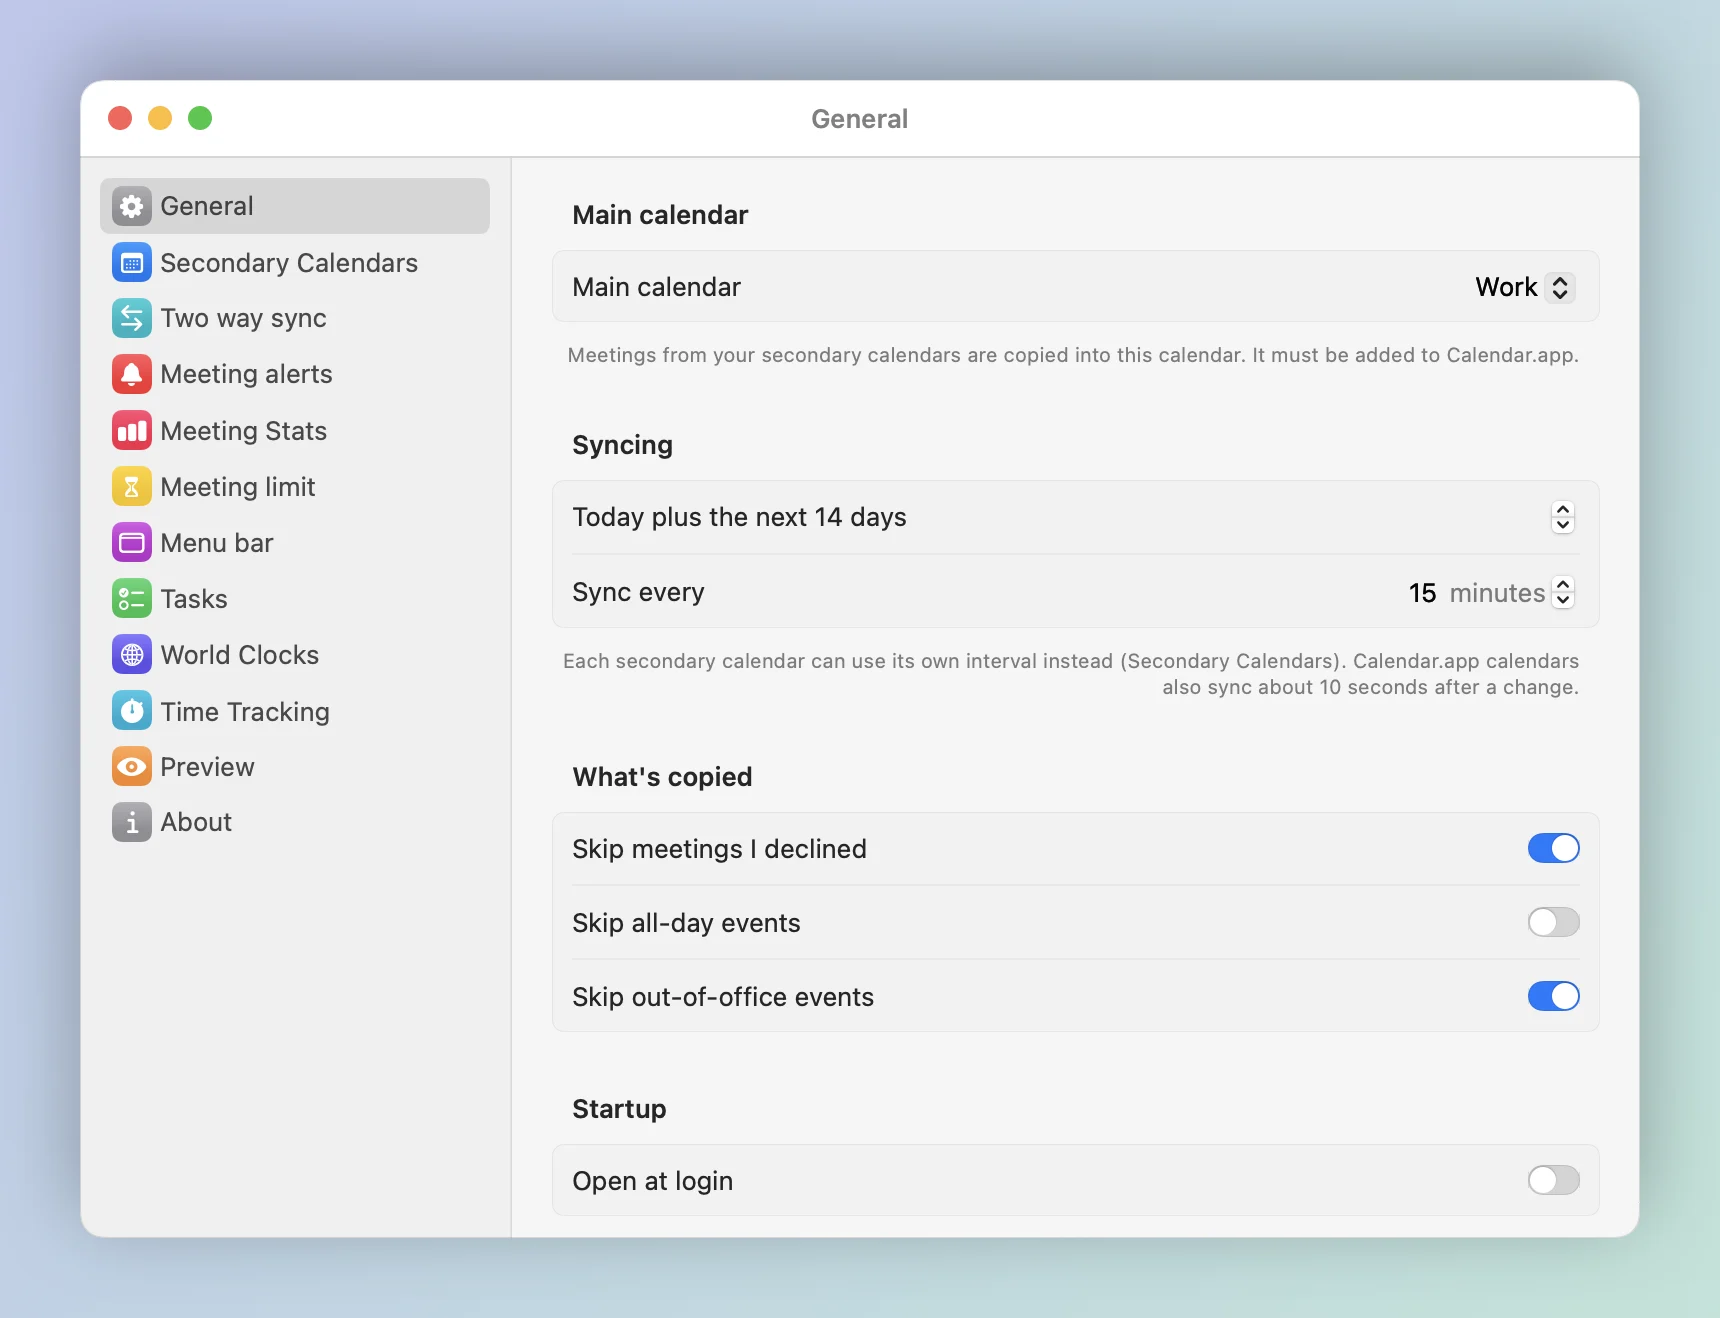 General
General
Secondary Calendars
Two way sync
Meeting alerts
Meeting Stats
Meeting limit
Menu bar
Tasks
World Clocks
Time Tracking
Preview
About
Main calendar
Main calendar Work
Meetings from your secondary calendars are copied into this calendar. It must be added to Calendar.app.
Syncing
Today plus the next 14 days
Sync every 15 minutes
Each secondary calendar can use its own interval instead (Secondary Calendars). Calendar.app calendars
also sync about 10 seconds after a change.
What's copied
Skip meetings I declined
Skip all-day events
Skip out-of-office events
Startup
Open at login